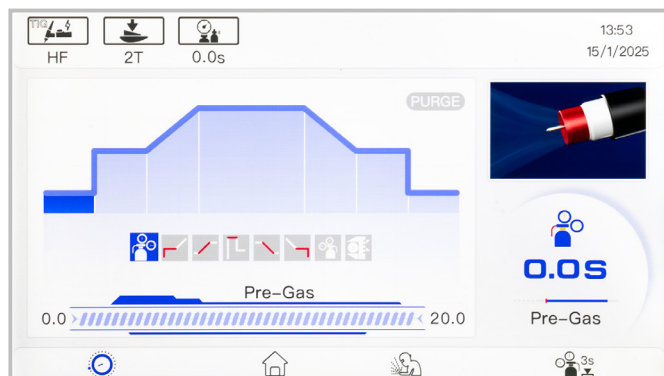 TIG
HF
2T
0.0s
13:53
15/1/2025
PURGE
Pre-Gas
0.0
20.0
0.0S
Pre-Gas
3s